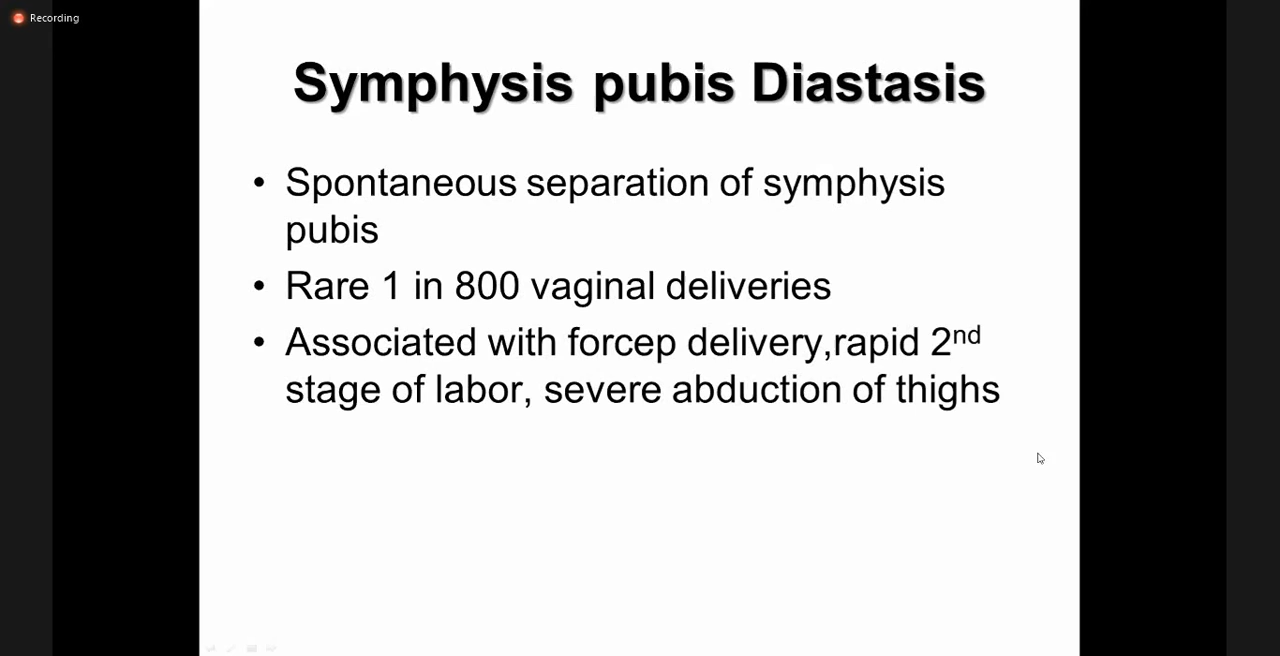 Recording
Symphysis pubis Diastasis
• Spontaneous separation of symphysis
pubis
• Rare 1 in 800 vaginal deliveries
• Associated with forcep delivery,rapid 2nd
stage of labor, severe abduction of thighs